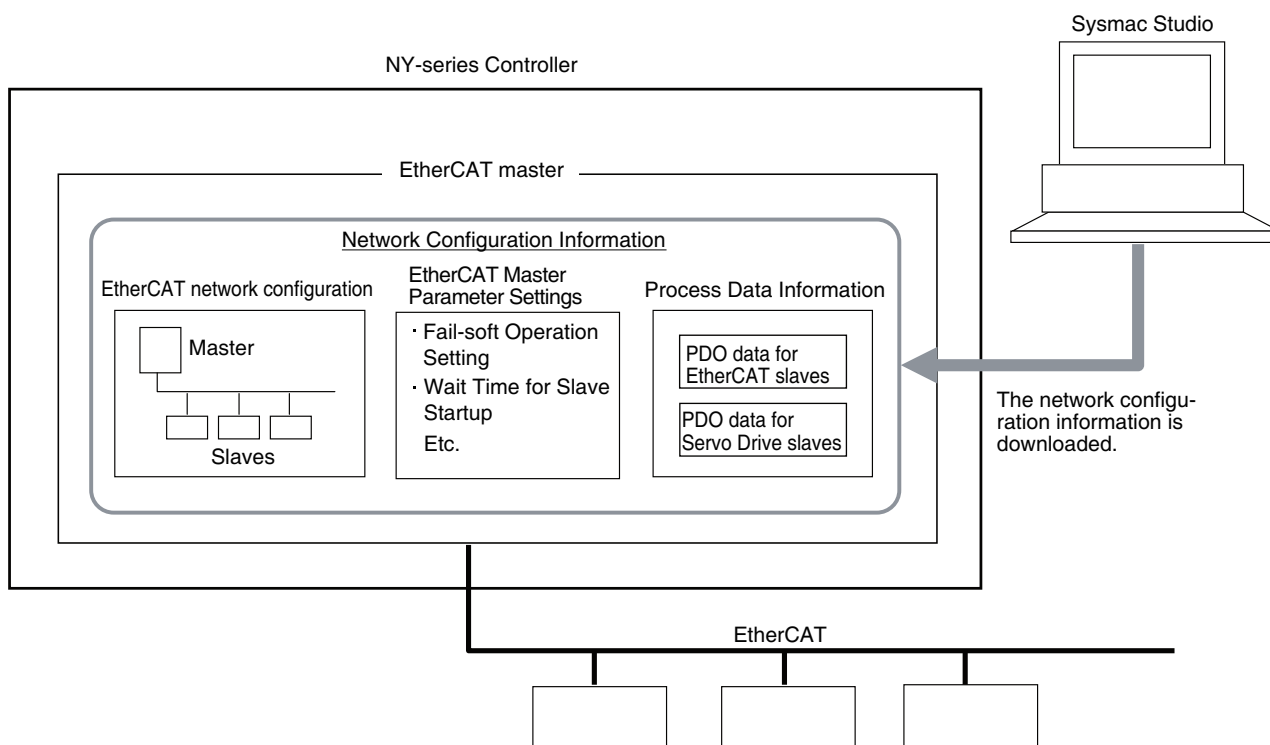 Sysmac Studio
NY-series Controller
EtherCAT master
Network Configuration Information
EtherCAT network configuration
Master
Slaves
EtherCAT Master
Parameter Settings
· Fail-soft Operation
Setting
· Wait Time for Slave
Startup
Etc.
Process Data Information
PDO data for
EtherCAT slaves
PDO data for
Servo Drive slaves
The network configu-
ration information is
downloaded.
EtherCAT